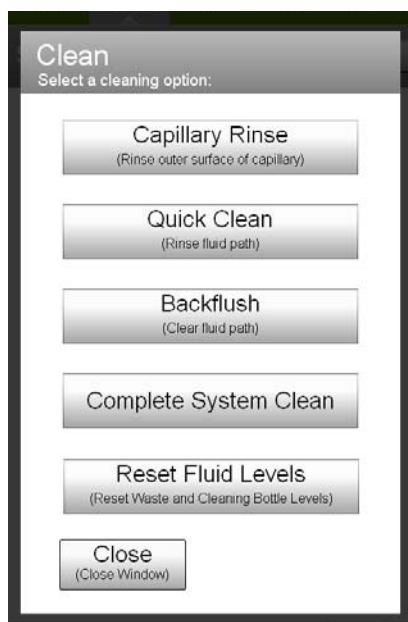 Clean
Select a cleaning option:
Capillary Rinse
(Rinse outer surface of capillary)
Quick Clean
(Rinse fluid path)
Backflush
(Clear fluid path)
Complete System Clean
Reset Fluid Levels
(Reset Waste and Cleaning Bottle Levels)
Close
(Close Window)